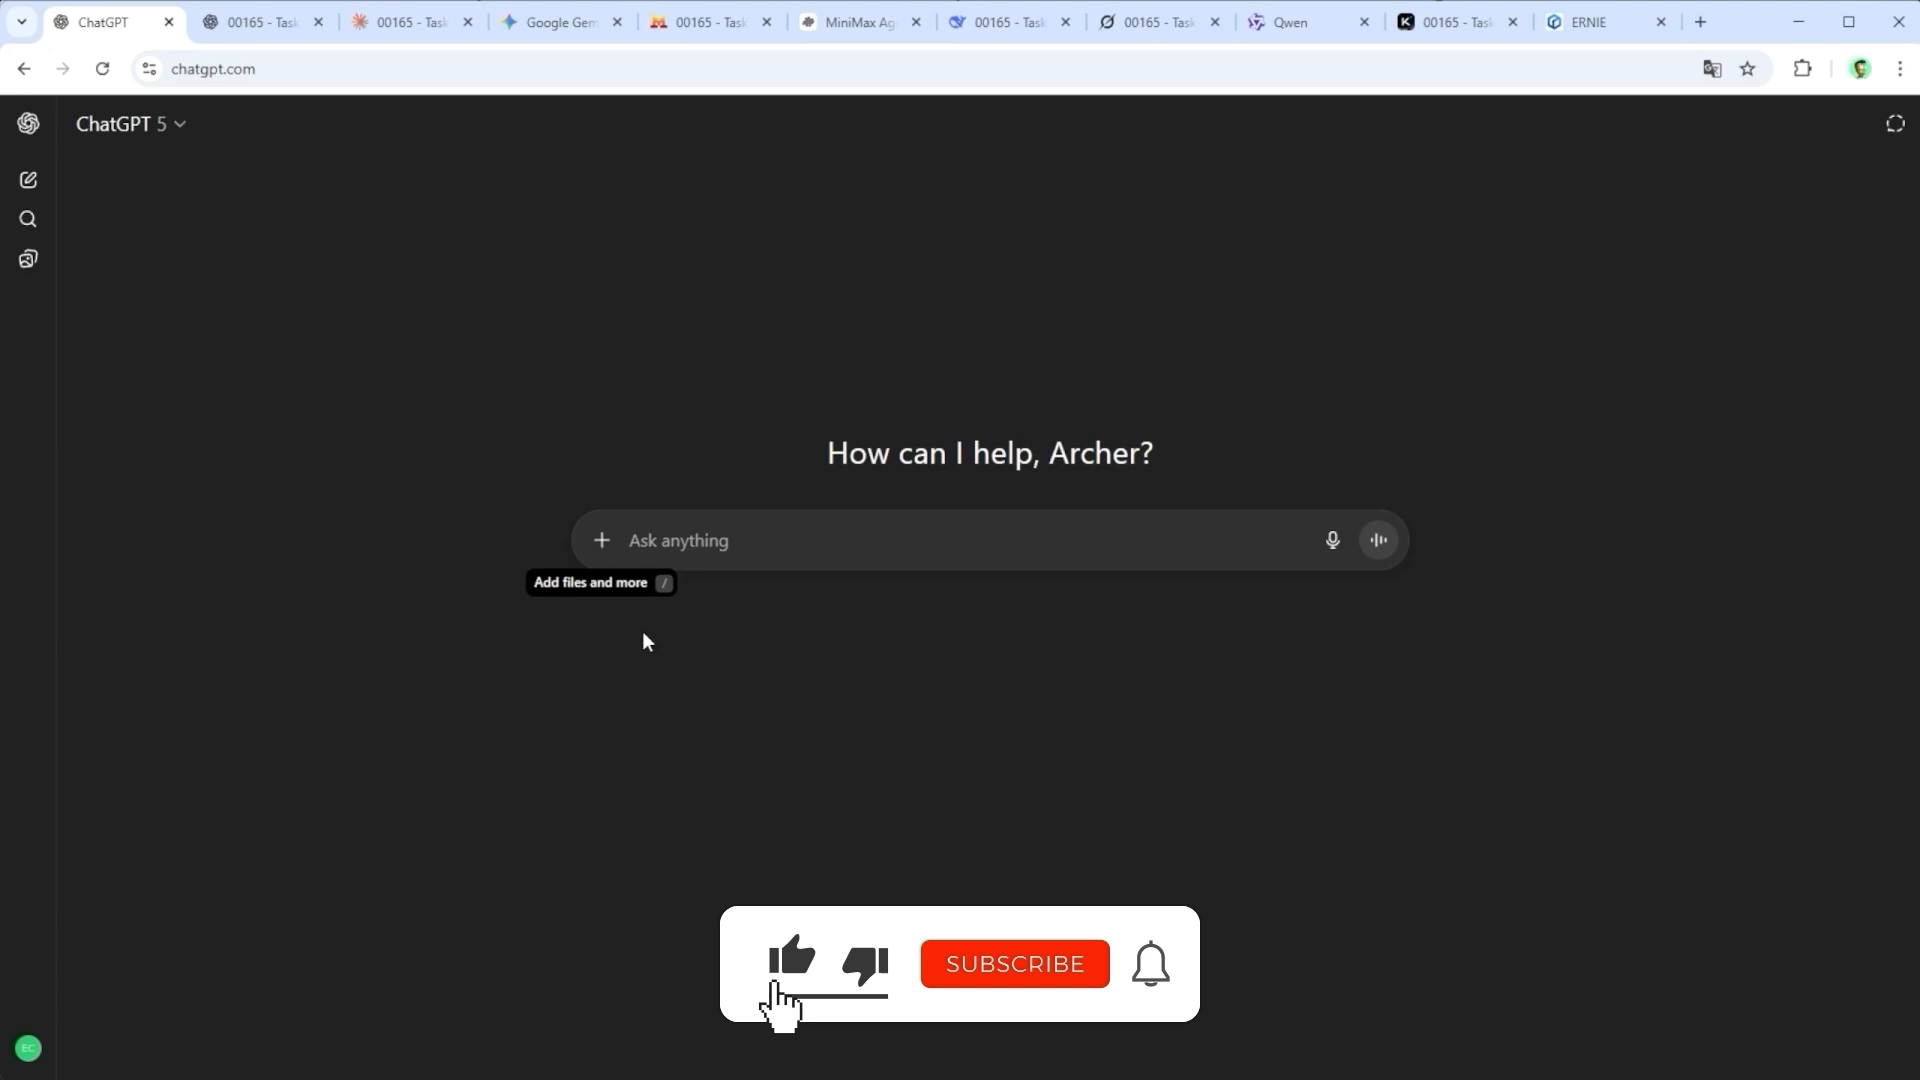 ChatGPT
00165 - Task
00165 - Task
Google Gem
00165 - Task
MiniMax Ag
00165 - Task
00165 - Task
Qwen
00165 - Task
ERNIE
chatgpt.com
ChatGPT 5
How can I help, Archer?
Ask anything
Add files and more /
SUBSCRIBE
EC